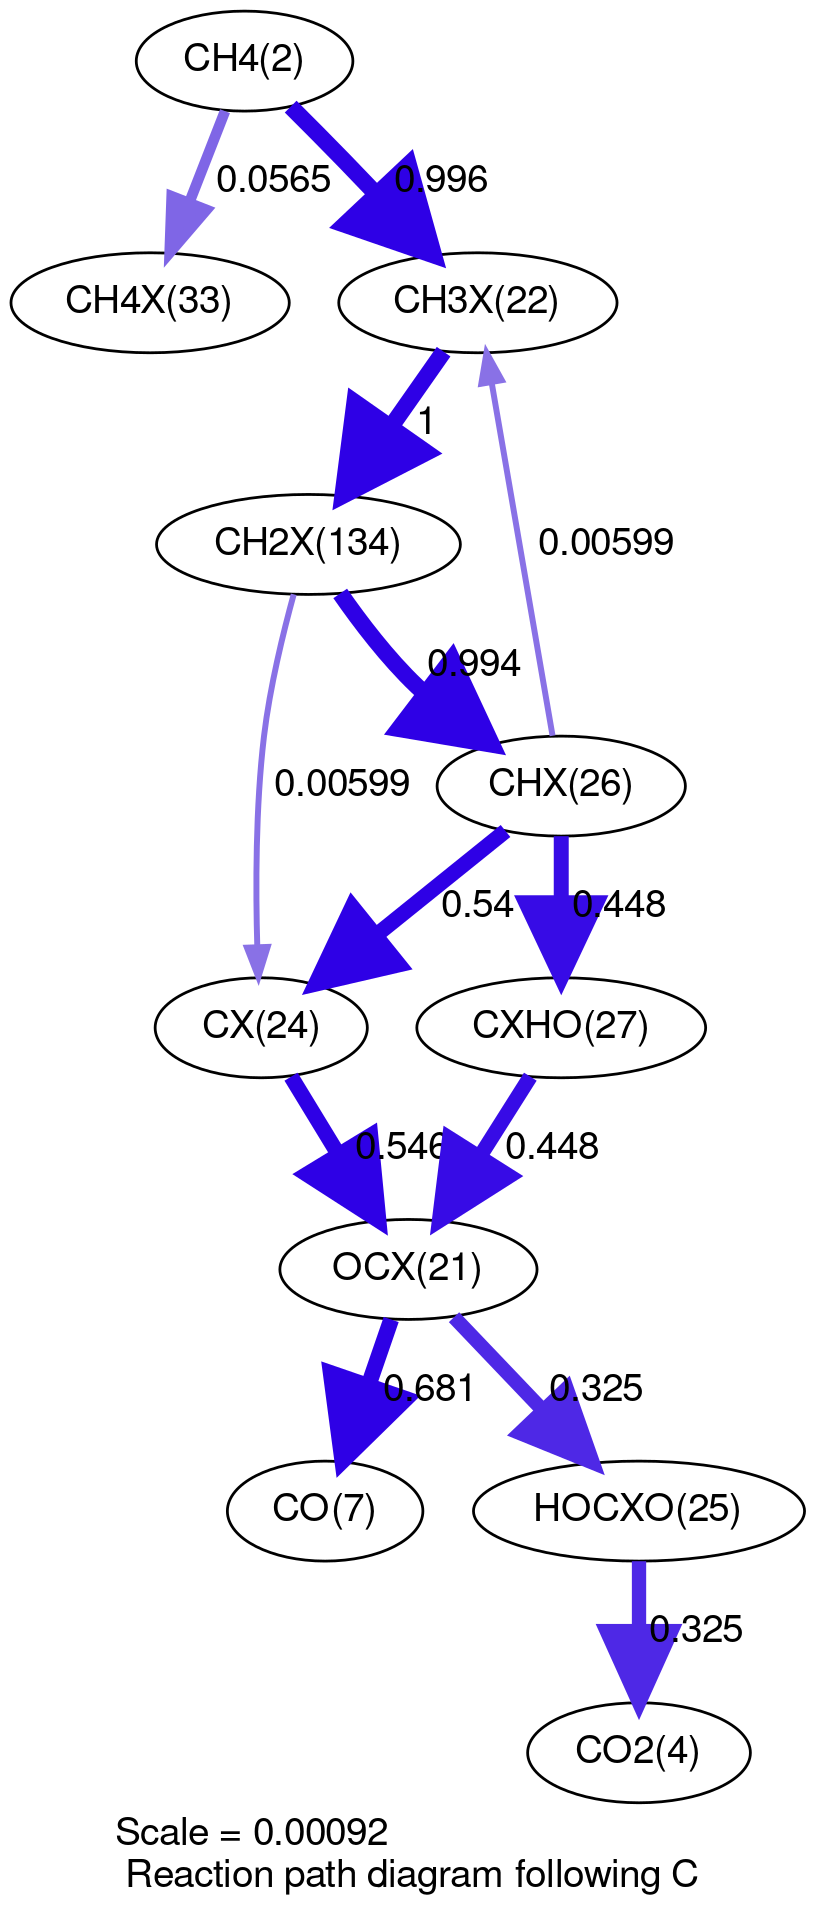 CH4(2)
0.0565
0.996
CH4X(33)
CH3X(22)
1
CH2X(134)
0.00599
0.994
0.00599
CHX(26)
0.54
0.448
CX(24)
CXHO(27)
0.546
0.448
OCX(21)
0.681
0.325
CO(7)
HOCXO(25)
0.325
CO2(4)
Scale = 0.00092
Reaction path diagram following C